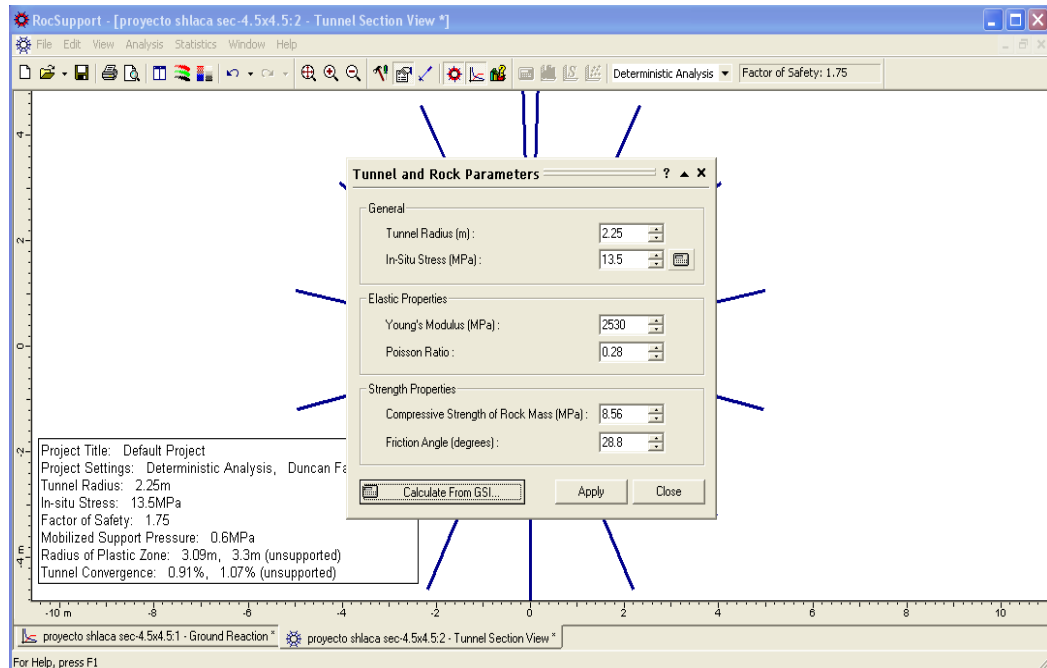 RocSupport - [proyecto shlaca sec-4.5x4.5:2 - Tunnel Section View *]
File Edit View Analysis Statistics Window Help
Deterministic Analysis Factor of Safety: 1.75
Tunnel and Rock Parameters
General
Tunnel Radius (m) : 2.25
In-Situ Stress (MPa) : 13.5
Elastic Properties
Young's Modulus (MPa) : 2530
Poisson Ratio : 0.28
Strength Properties
Compressive Strength of Rock Mass (MPa) : 8.56
Friction Angle (degrees) : 28.8
Calculate From GSI... Apply Close
Project Title: Default Project
Project Settings: Deterministic Analysis, Duncan Fa
Tunnel Radius: 2.25m
In-situ Stress: 13.5MPa
Factor of Safety: 1.75
Mobilized Support Pressure: 0.6MPa
Radius of Plastic Zone: 3.09m, 3.3m (unsupported)
Tunnel Convergence: 0.91%, 1.07% (unsupported)
4
2
0
-2
-4 m
-10 m -8 -6 -4 -2 0 2 4 6 8 10
proyecto shlaca sec-4.5x4.5:1 - Ground Reaction * proyecto shlaca sec-4.5x4.5:2 - Tunnel Section View *
For Help, press F1